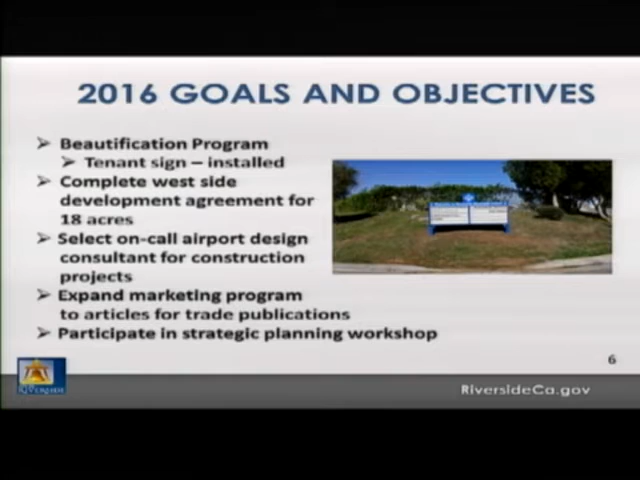 2016 GOALS AND OBJECTIVES
➢ Beautification Program
➢ Tenant sign – installed
➢ Complete west side
development agreement for
18 acres
➢ Select on-call airport design
consultant for construction
projects
➢ Expand marketing program
to articles for trade publications
➢ Participate in strategic planning workshop
6
RIVERSIDE
RiversideCa.gov